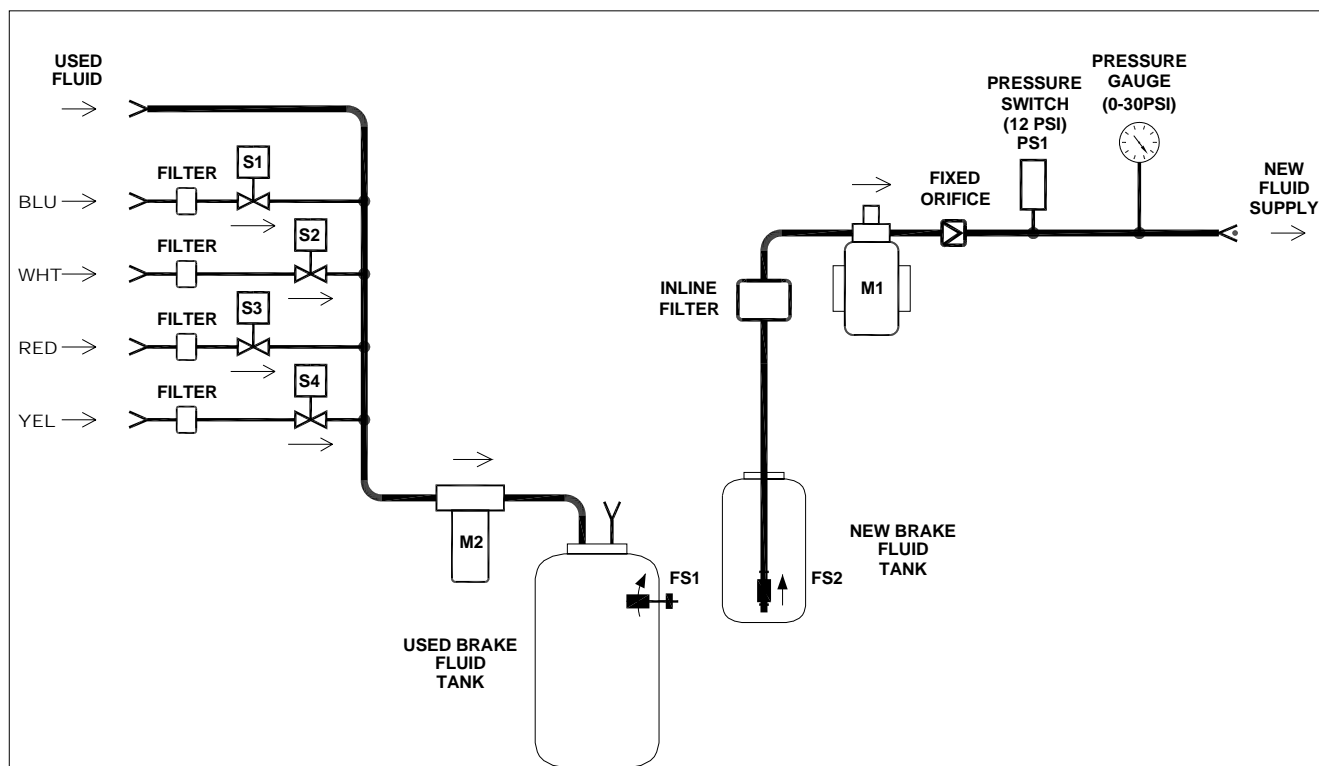 USED
FLUID
BLU
FILTER
S1
WHT
FILTER
S2
RED
FILTER
S3
YEL
FILTER
S4
M2
FS1
USED BRAKE
FLUID
TANK
INLINE
FILTER
M1
FIXED
ORIFICE
PRESSURE
SWITCH
(12 PSI)
PS1
PRESSURE
GAUGE
(0-30PSI)
NEW
FLUID
SUPPLY
FS2
NEW BRAKE
FLUID
TANK